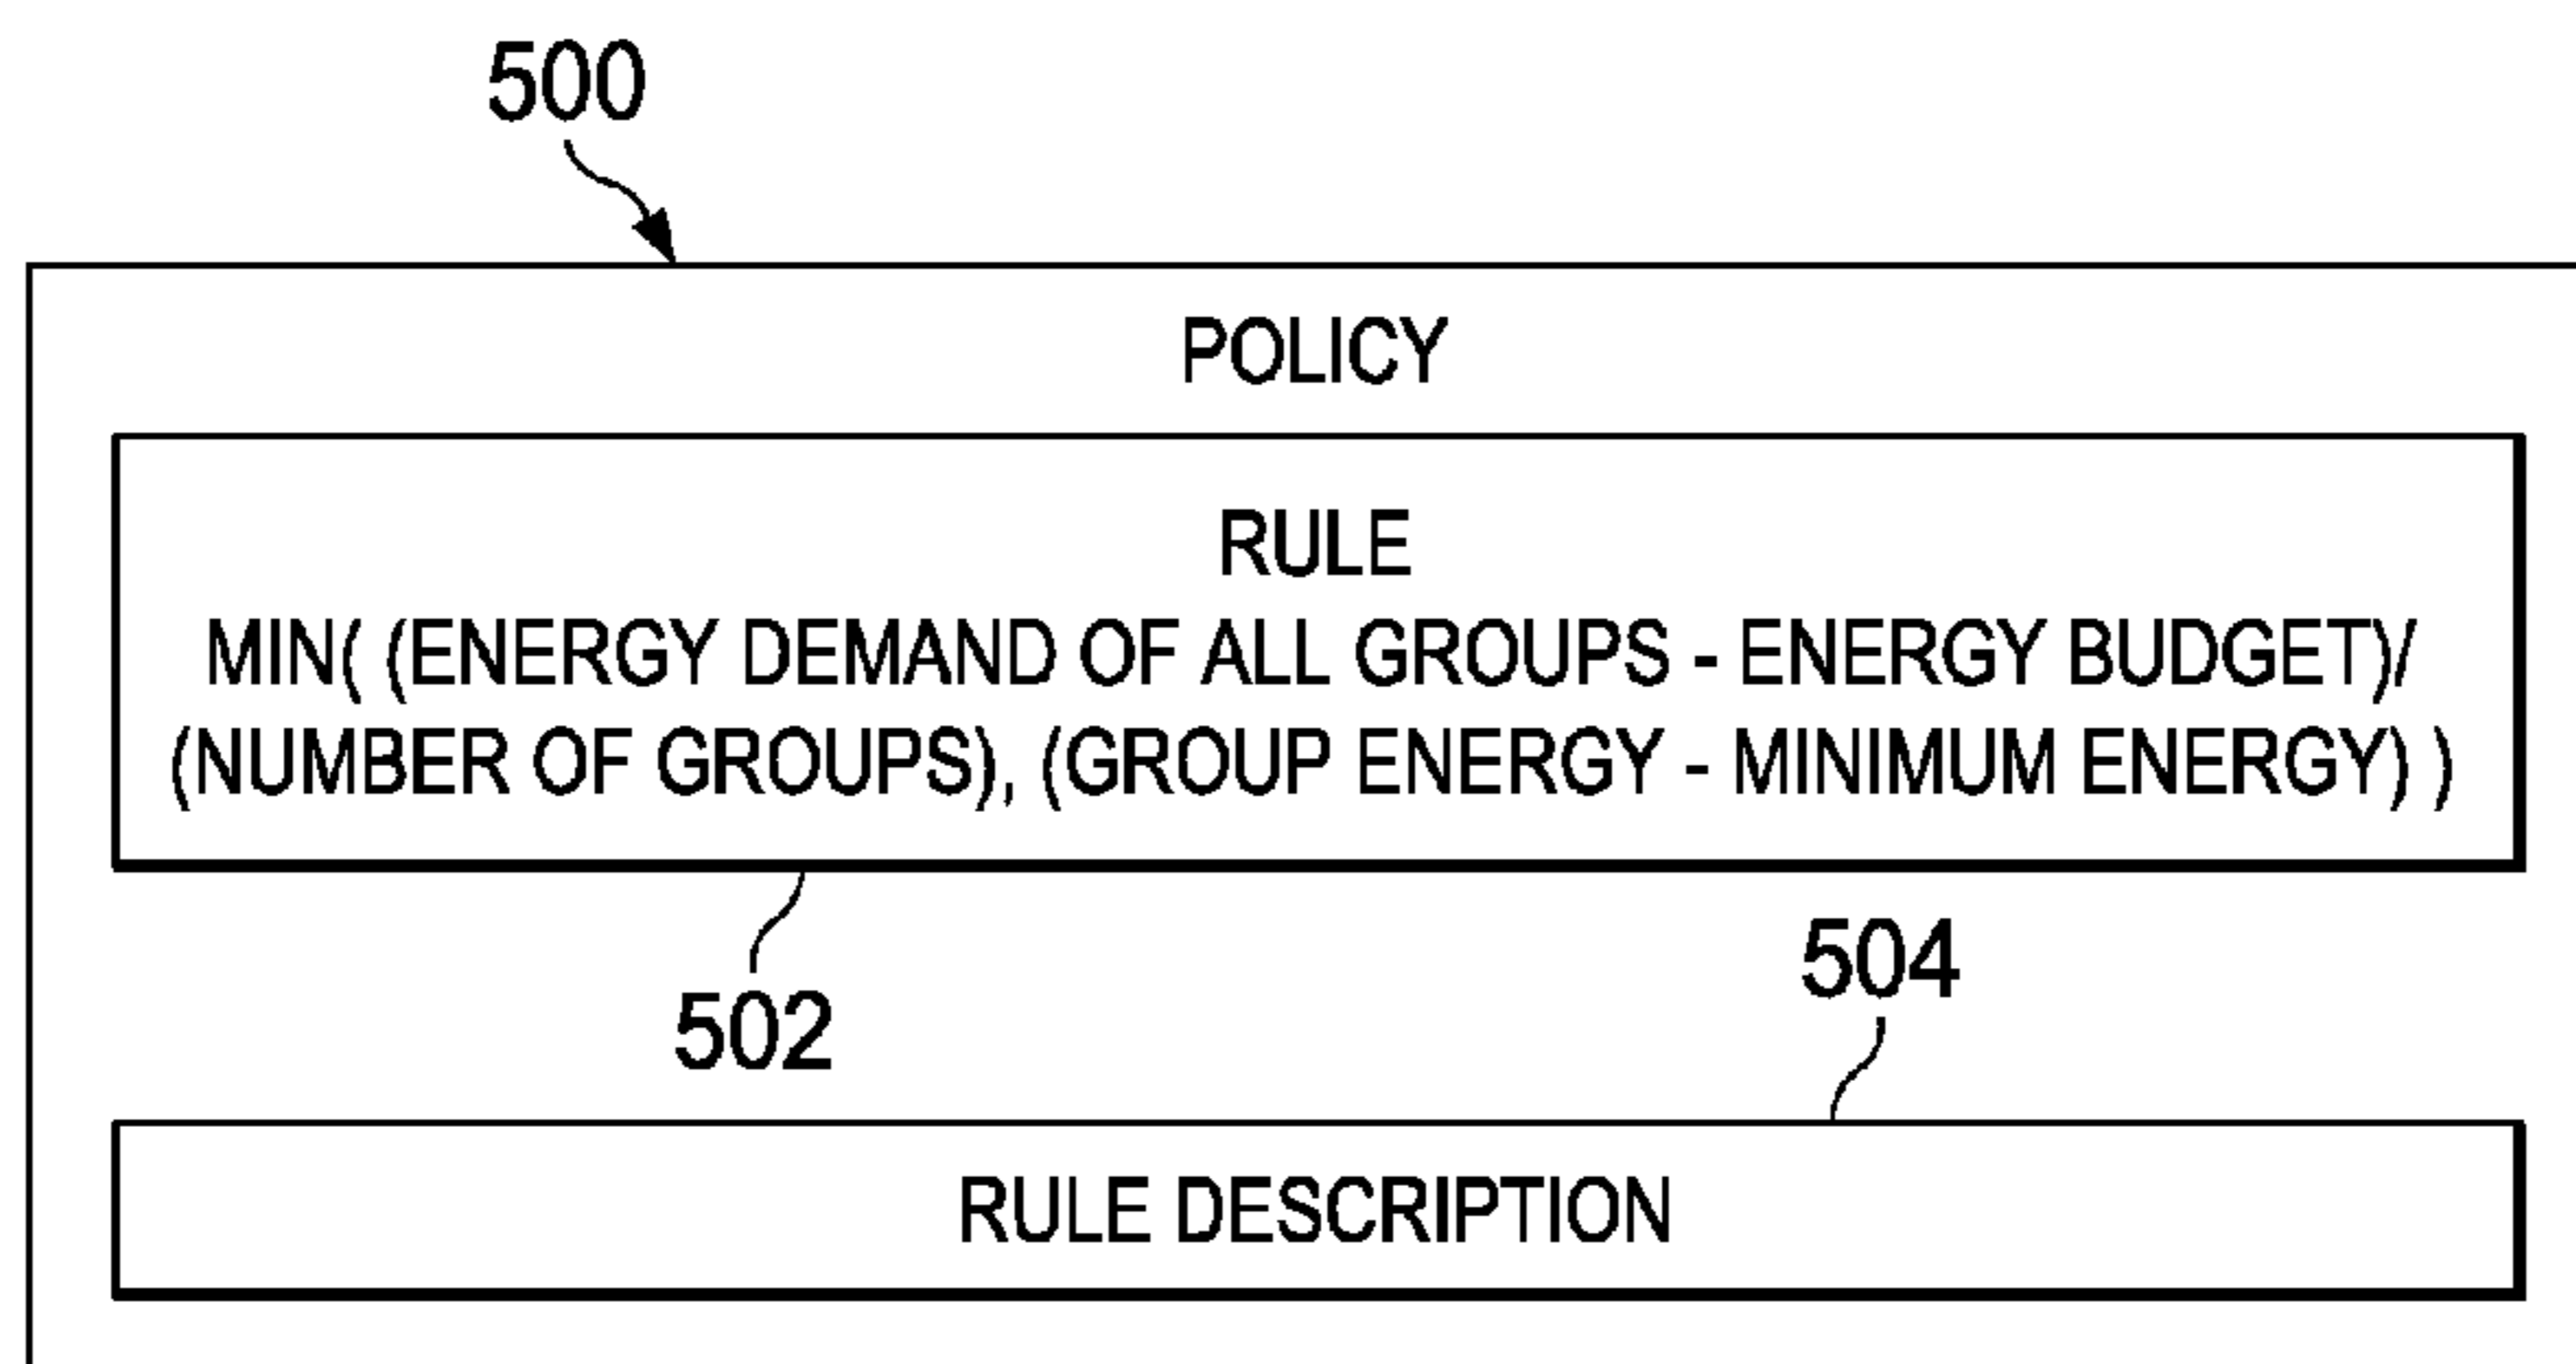 500
POLICY
RULE
MIN( (ENERGY DEMAND OF ALL GROUPS - ENERGY BUDGET)/
(NUMBER OF GROUPS), (GROUP ENERGY - MINIMUM ENERGY) )
502
504
RULE DESCRIPTION